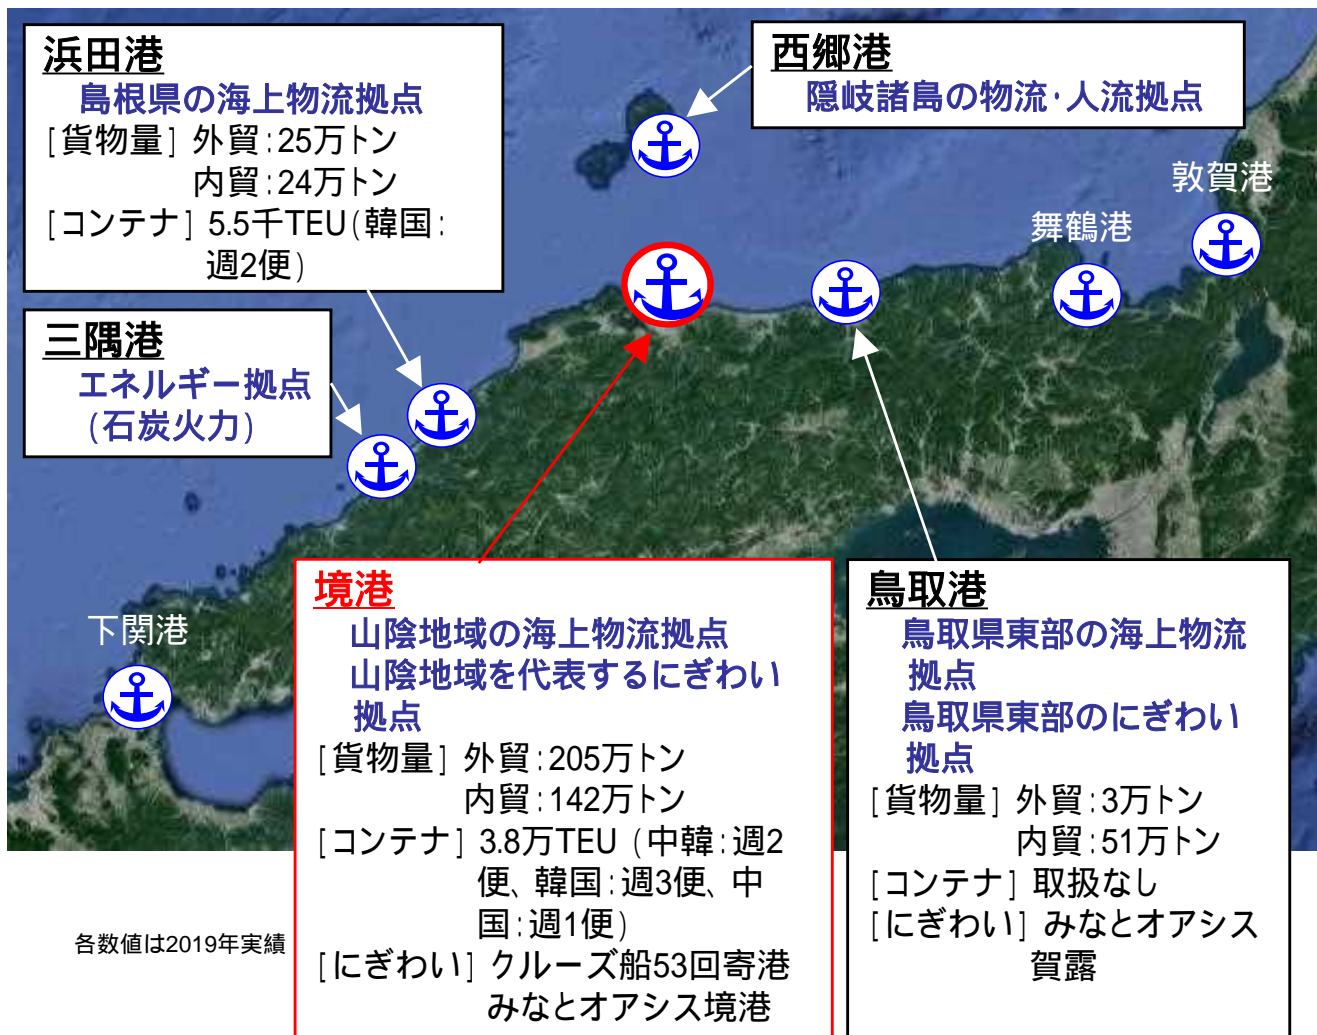 浜田港
島根県の海上物流拠点
[貨物量] 外貿:25万トン
内貿:24万トン
[コンテナ] 5.5千TEU(韓国:
週2便)
西郷港
隠岐諸島の物流・人流拠点
敦賀港
舞鶴港
三隅港
エネルギー拠点
(石炭火力)
下関港
境港
山陰地域の海上物流拠点
山陰地域を代表するにぎわい
拠点
[貨物量] 外貿:205万トン
内貿:142万トン
[コンテナ] 3.8万TEU (中韓:週2
便、韓国:週3便、中
国:週1便)
[にぎわい] クルーズ船53回寄港
みなとオアシス境港
鳥取港
鳥取県東部の海上物流
拠点
鳥取県東部のにぎわい
拠点
[貨物量] 外貿:3万トン
内貿:51万トン
[コンテナ] 取扱なし
[にぎわい] みなとオアシス
賀露
各数値は2019年実績